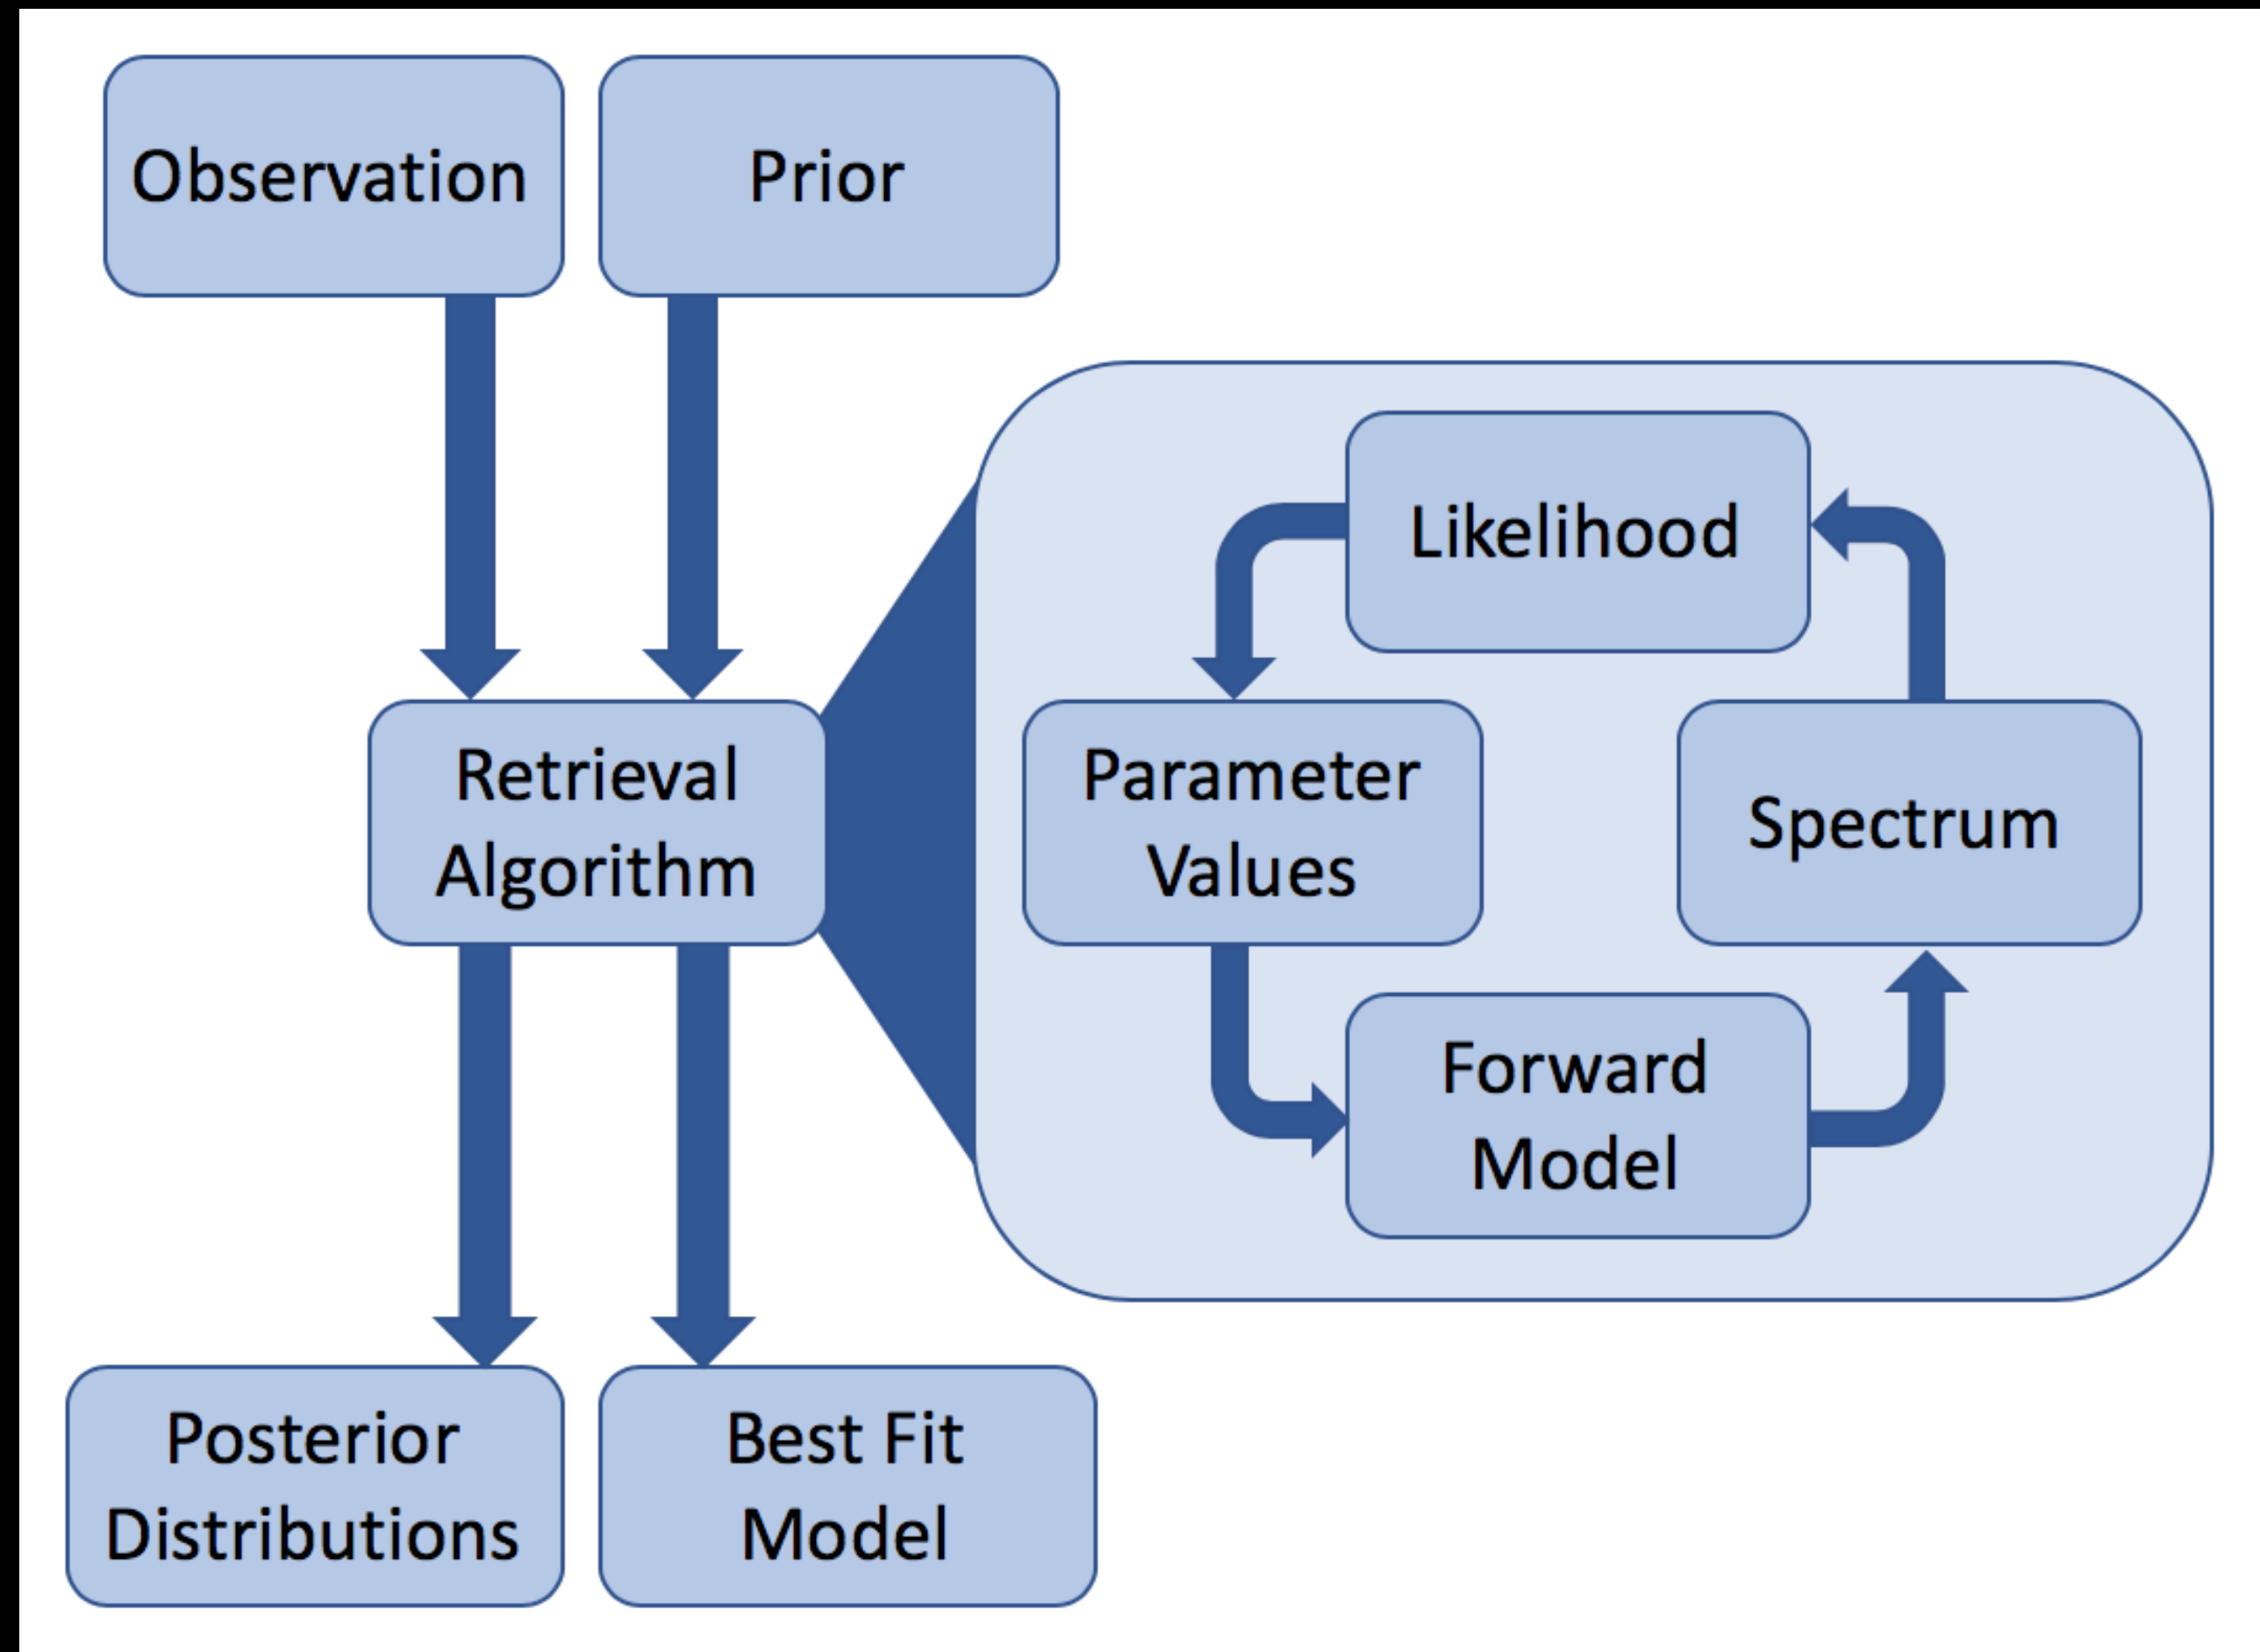 Observation
Prior
Retrieval
Algorithm
Likelihood
Parameter
Values
Spectrum
Forward
Model
Posterior
Distributions
Best Fit
Model